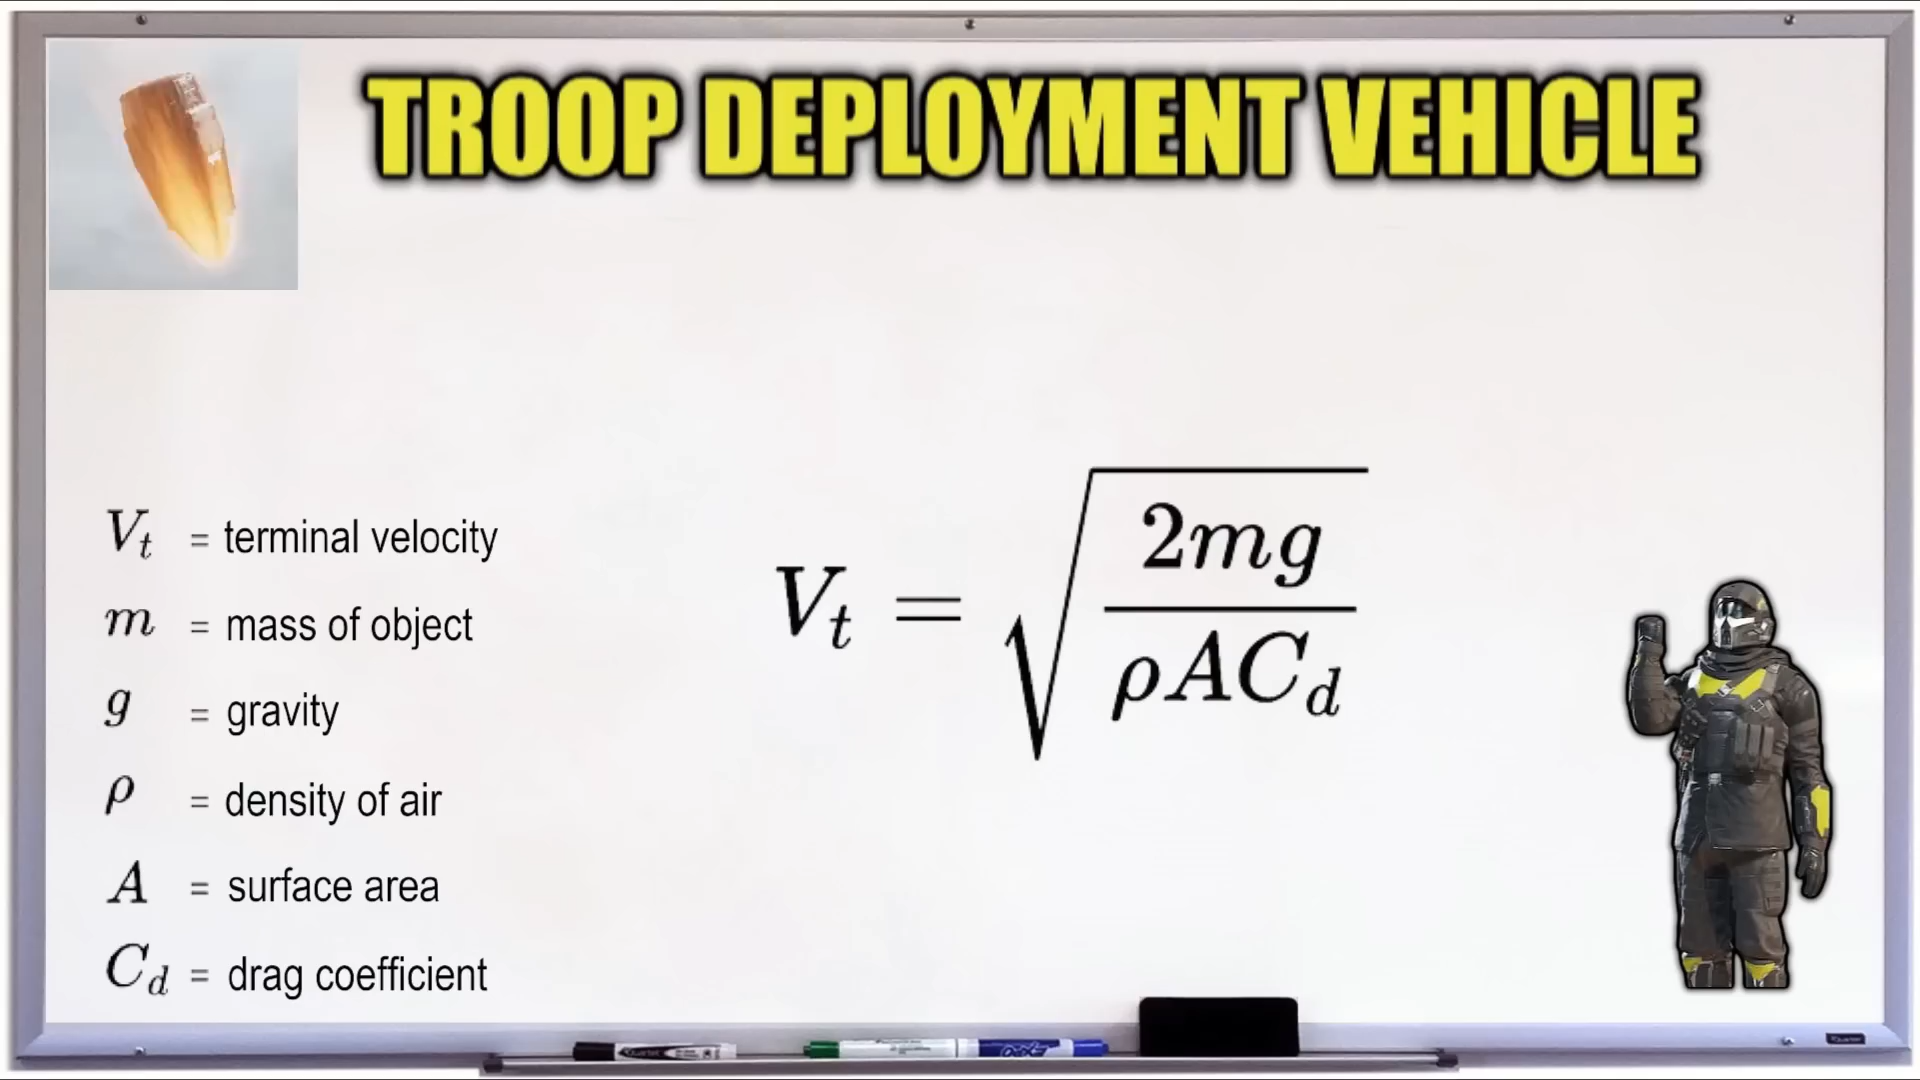 TROOP DEPLOYMENT VEHICLE
V_t = terminal velocity
m = mass of object
g = gravity
ρ = density of air
A = surface area
C_d = drag coefficient
V_t = √(2mg / ρAC_d)
Quartet